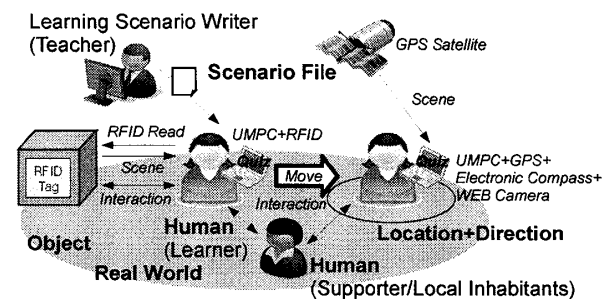 Learning Scenario Writer
(Teacher)
GPS Satellite
Scenario File
Scene
RFID Read
UMPC+RFID
RFID
Tag
Scene
Quiz
Move
Quiz
UMPC+GPS+
Electronic Compass+
WEB Camera
Interaction
Interaction
Human
(Learner)
Object
Location+Direction
Real World
Human
(Supporter/Local Inhabitants)